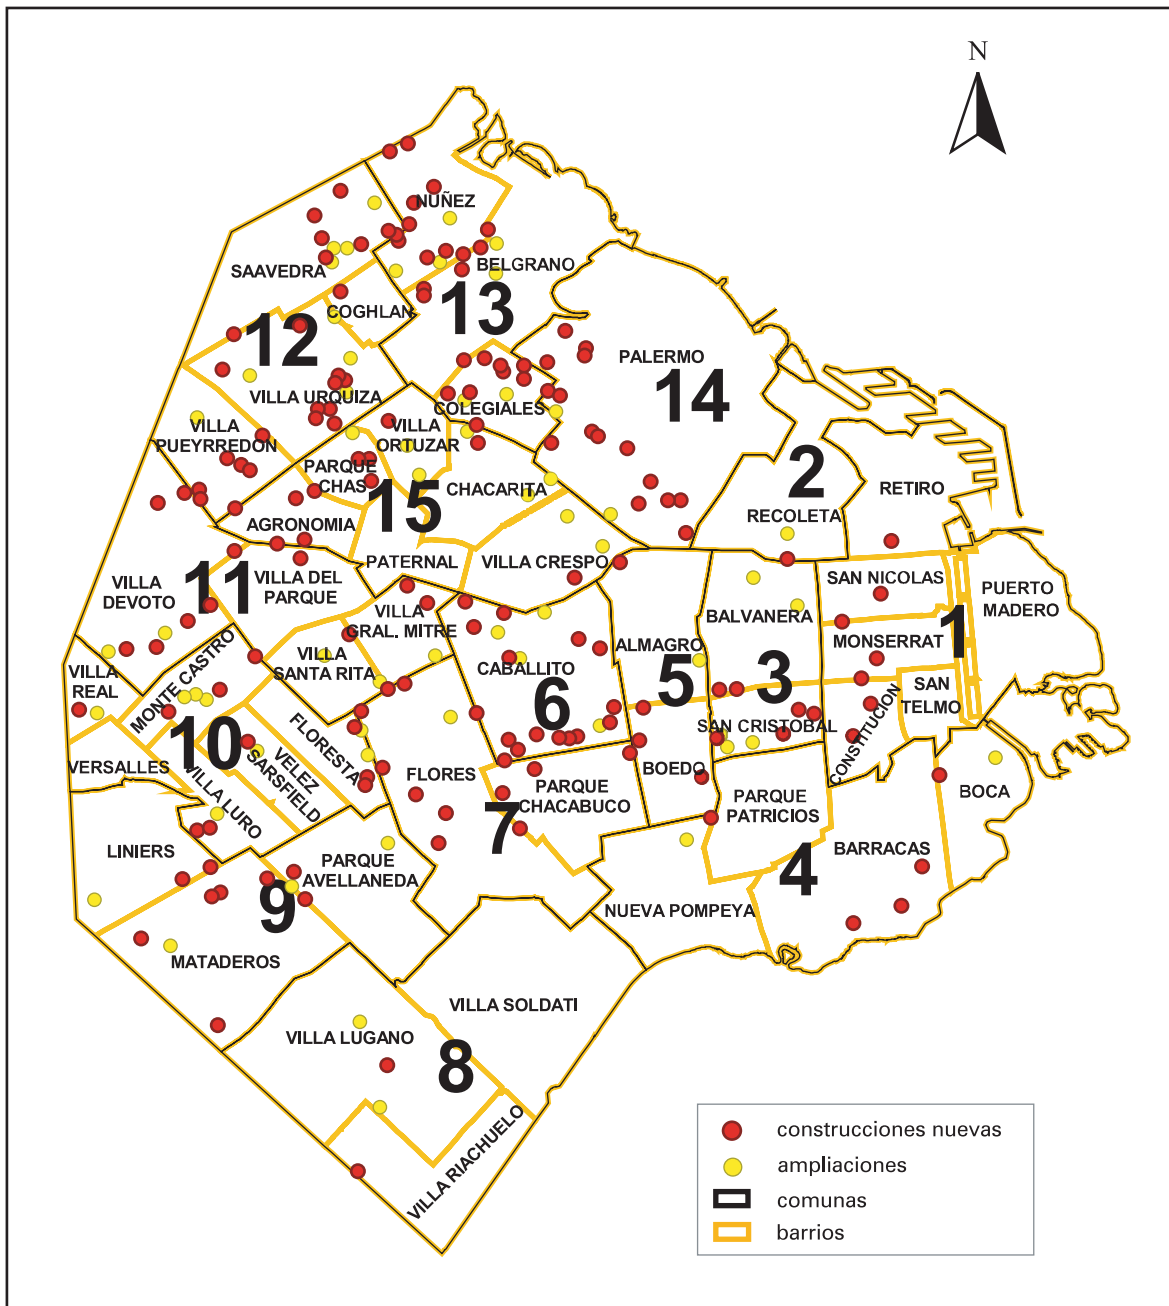 N
NUÑEZ
SAAVEDRA
BELGRANO
COGHLAN
13
12
PALERMO
14
VILLA URQUIZA
COLEGIALES
VILLA
PUEYRREDON
VILLA
ORTUZAR
PARQUE
CHAS
2
CHACARITA
RETIRO
15
RECOLETA
AGRONOMIA
PATERNAL
VILLA CRESPO
11
VILLA
DEVOTO
VILLA DEL
PARQUE
SAN NICOLAS
PUERTO
MADERO
BALVANERA
VILLA
GRAL. MITRE
1
MONSERRAT
ALMAGRO
MONTE CASTRO
VILLA
SANTA RITA
CABALLITO
VILLA
REAL
5
3
SAN
TELMO
6
SAN CRISTOBAL
CONSTITUCION
FLORESTA
10
VELEZ
SARSFIELD
VERSALLES
VILLA LURO
FLORES
BOEDO
PARQUE
CHACABUCO
PARQUE
PATRICIOS
BOCA
7
LINIERS
PARQUE
AVELLANEDA
BARRACAS
4
9
NUEVA POMPEYA
MATADEROS
VILLA SOLDATI
VILLA LUGANO
8
VILLA RIACHUELO
construcciones nuevas
ampliaciones
comunas
barrios